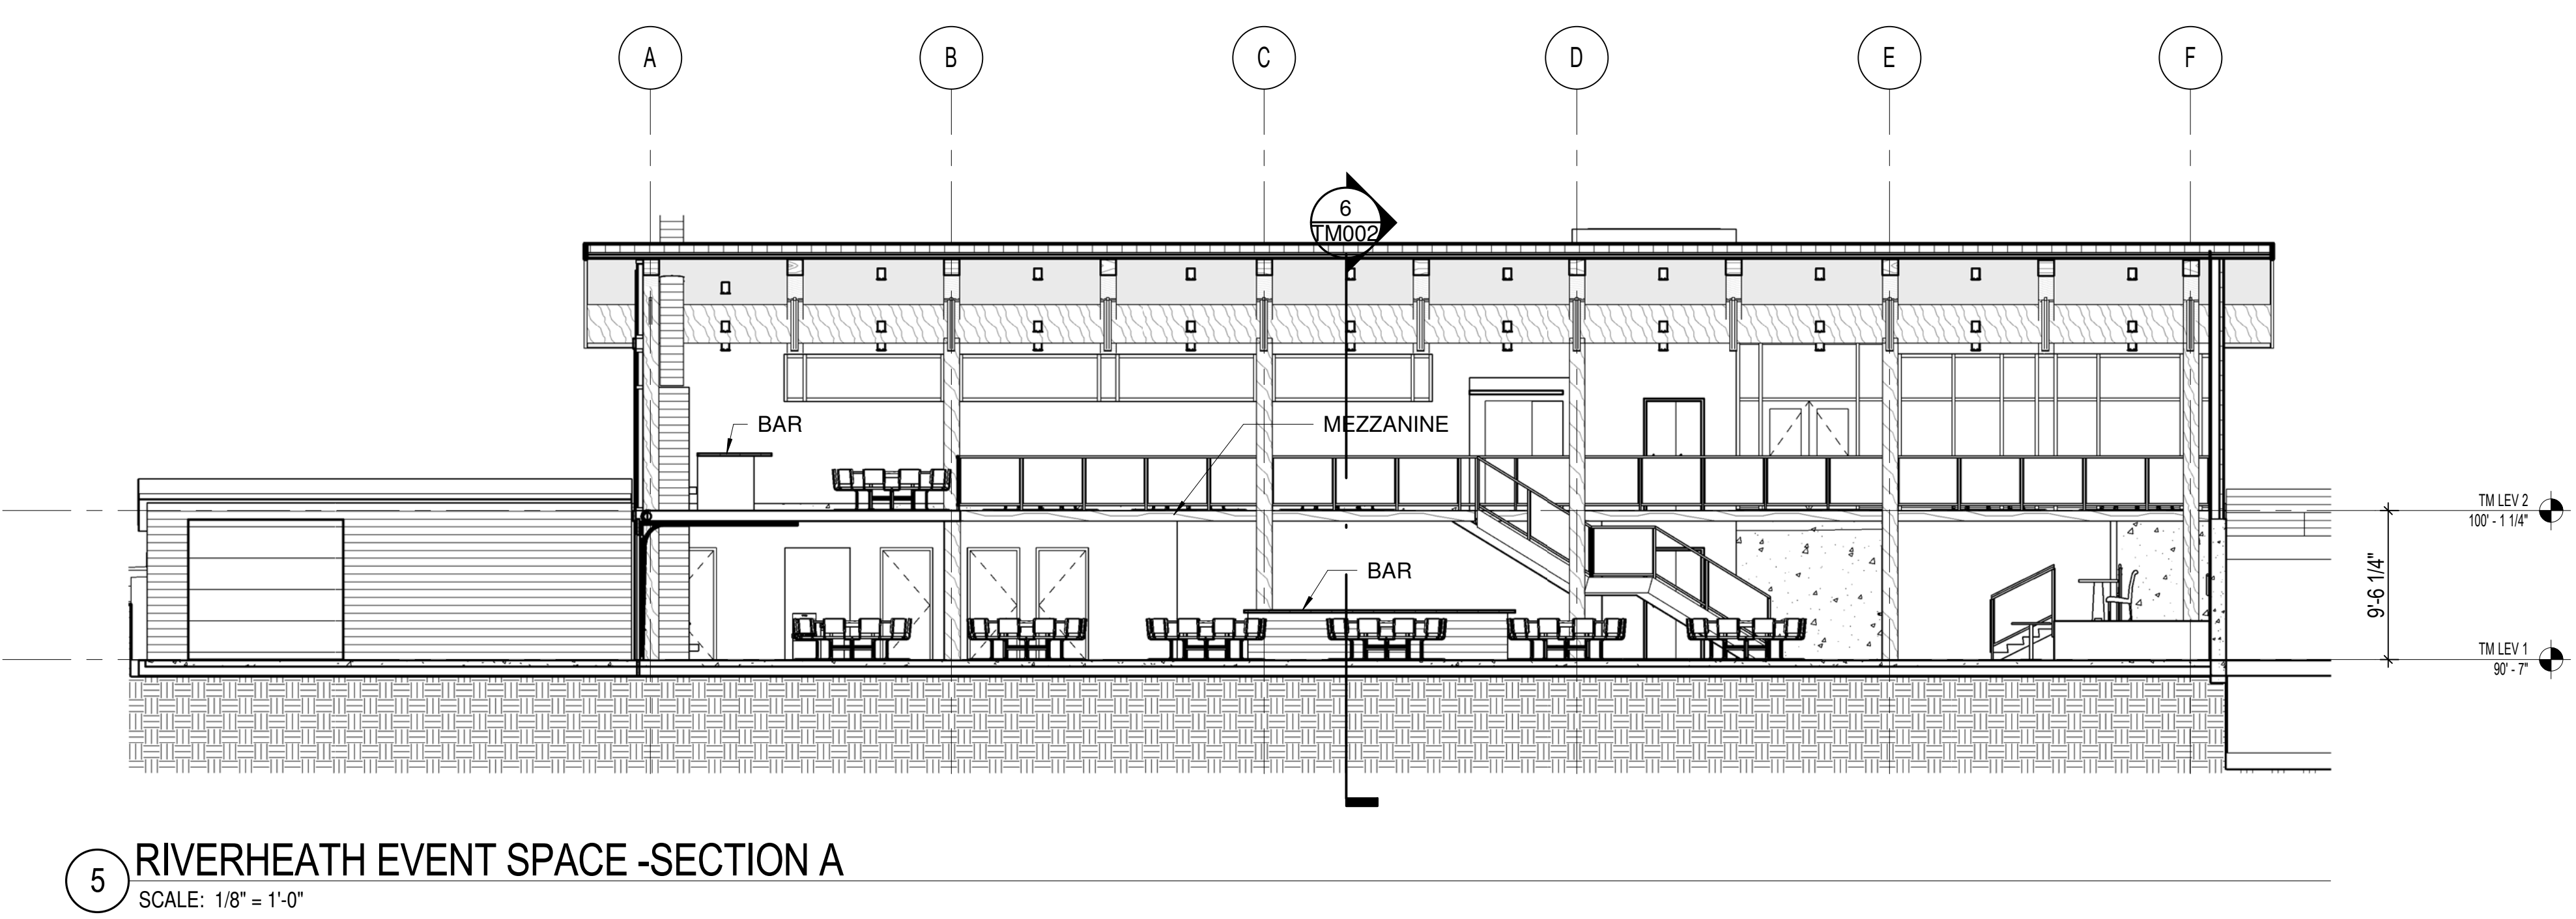 A B C D E F
6
TM002
BAR
MEZZANINE
TM LEV 2
100' - 1 1/4"
BAR
9'-6 1/4"
TM LEV 1
90' - 7"
5
RIVERHEATH EVENT SPACE -SECTION A
SCALE: 1/8" = 1'-0"